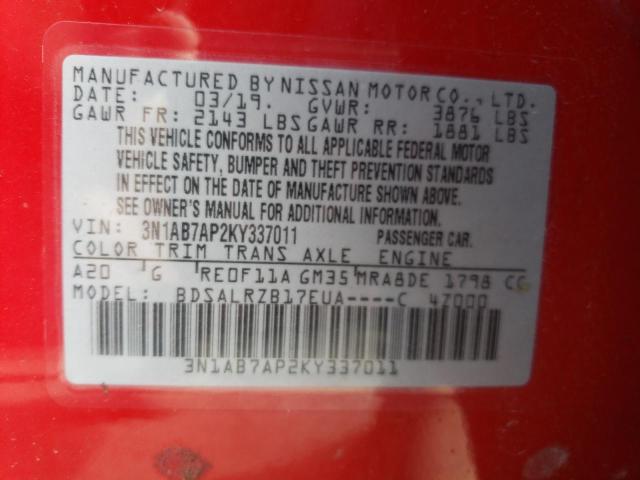 MANUFACTURED BY NISSAN MOTOR CO., LTD.
DATE: 03/19. GVWR: 3876 LBS
GAWR FR: 2143 LBS GAWR RR: 1881 LBS
THIS VEHICLE CONFORMS TO ALL APPLICABLE FEDERAL MOTOR
VEHICLE SAFETY, BUMPER AND THEFT PREVENTION STANDARDS
IN EFFECT ON THE DATE OF MANUFACTURE SHOWN ABOVE.
SEE OWNER'S MANUAL FOR ADDITIONAL INFORMATION.
VIN: 3N1AB7AP2KY337011 PASSENGER CAR.
COLOR TRIM TRANS AXLE ENGINE
A20 G RE0F11A GM35 MRA8DE 1798 CC
MODEL: BDSALRZB17EUA----C 4Z000
3N1AB7AP2KY337011